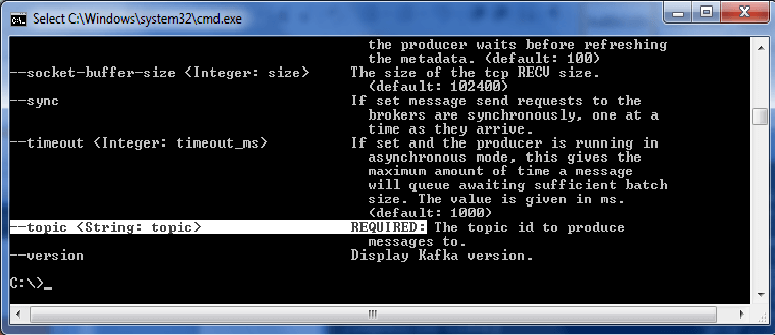 Select C:\Windows\system32\cmd.exe
the producer waits before refreshing
the metadata. (default: 100)
--socket-buffer-size <Integer: size> The size of the tcp RECV size.
(default: 102400)
--sync If set message send requests to the
brokers are synchronously, one at a
time as they arrive.
--timeout <Integer: timeout_ms> If set and the producer is running in
asynchronous mode, this gives the
maximum amount of time a message
will queue awaiting sufficient batch
size. The value is given in ms.
(default: 1000)
--topic <String: topic> REQUIRED: The topic id to produce
messages to.
--version Display Kafka version.
C:\>_